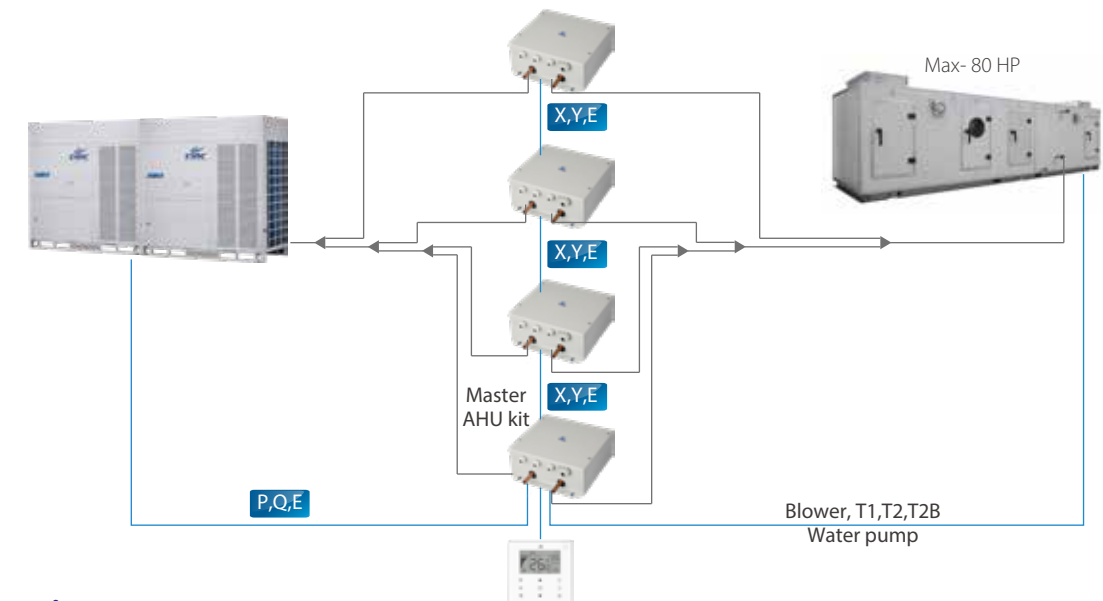 Max- 80 HP
X,Y,E
X,Y,E
Master
AHU kit
X,Y,E
P,Q,E
Blower, T1,T2,T2B
Water pump